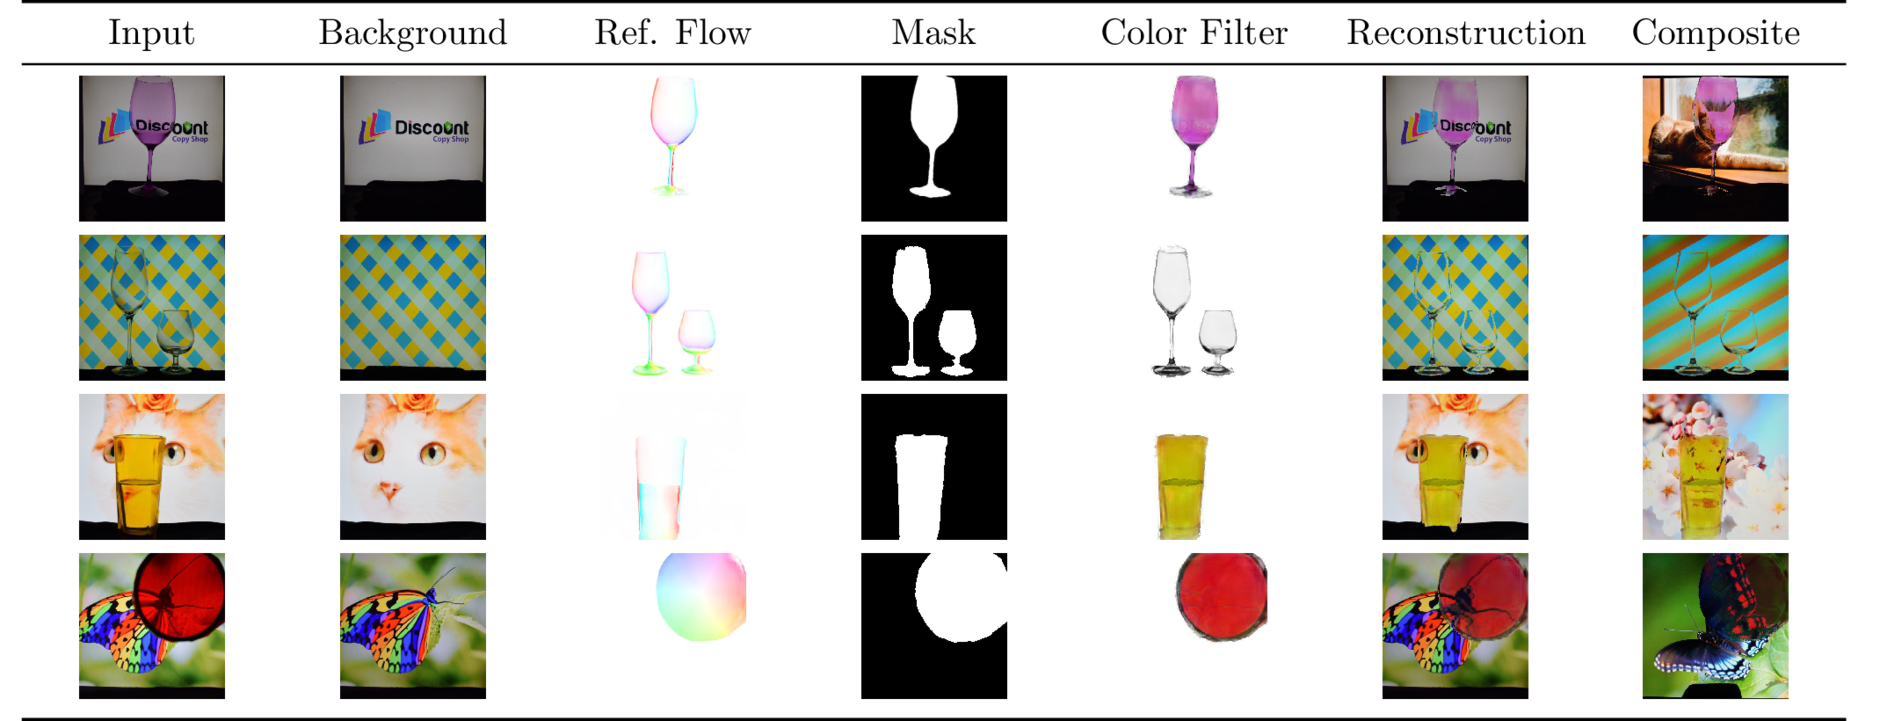 Input Background Ref. Flow Mask Color Filter Reconstruction Composite
Discount Discount Discount
Copy Shop Copy Shop Copy Shop